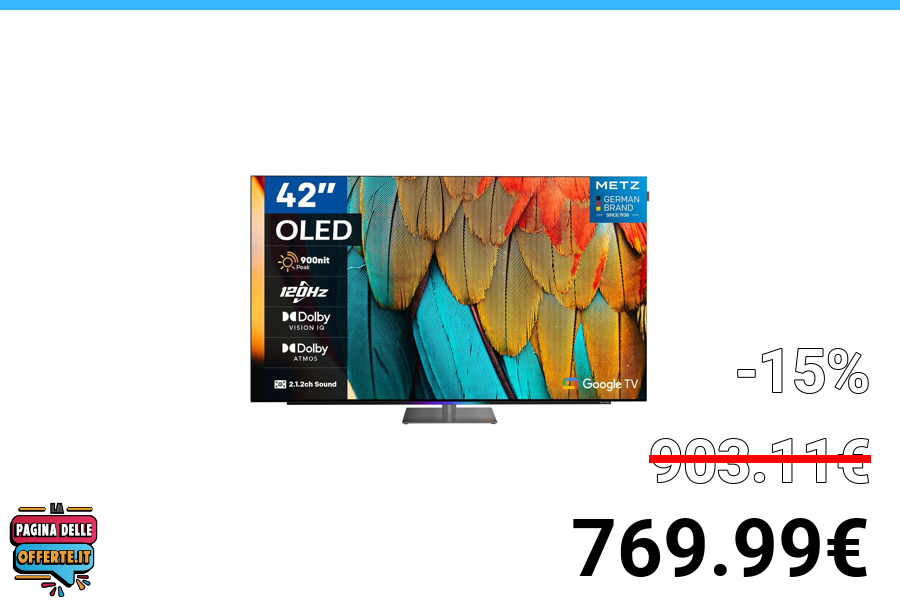 42”
OLED
900nit
Peak
120Hz
Dolby
VISION IQ
Dolby
ATMOS
2.1.2ch Sound
METZ
GERMAN
BRAND
SINCE 1938
Google TV
-15%
903.11€
769.99€
LA
PAGINA DELLE
OFFERTE.IT